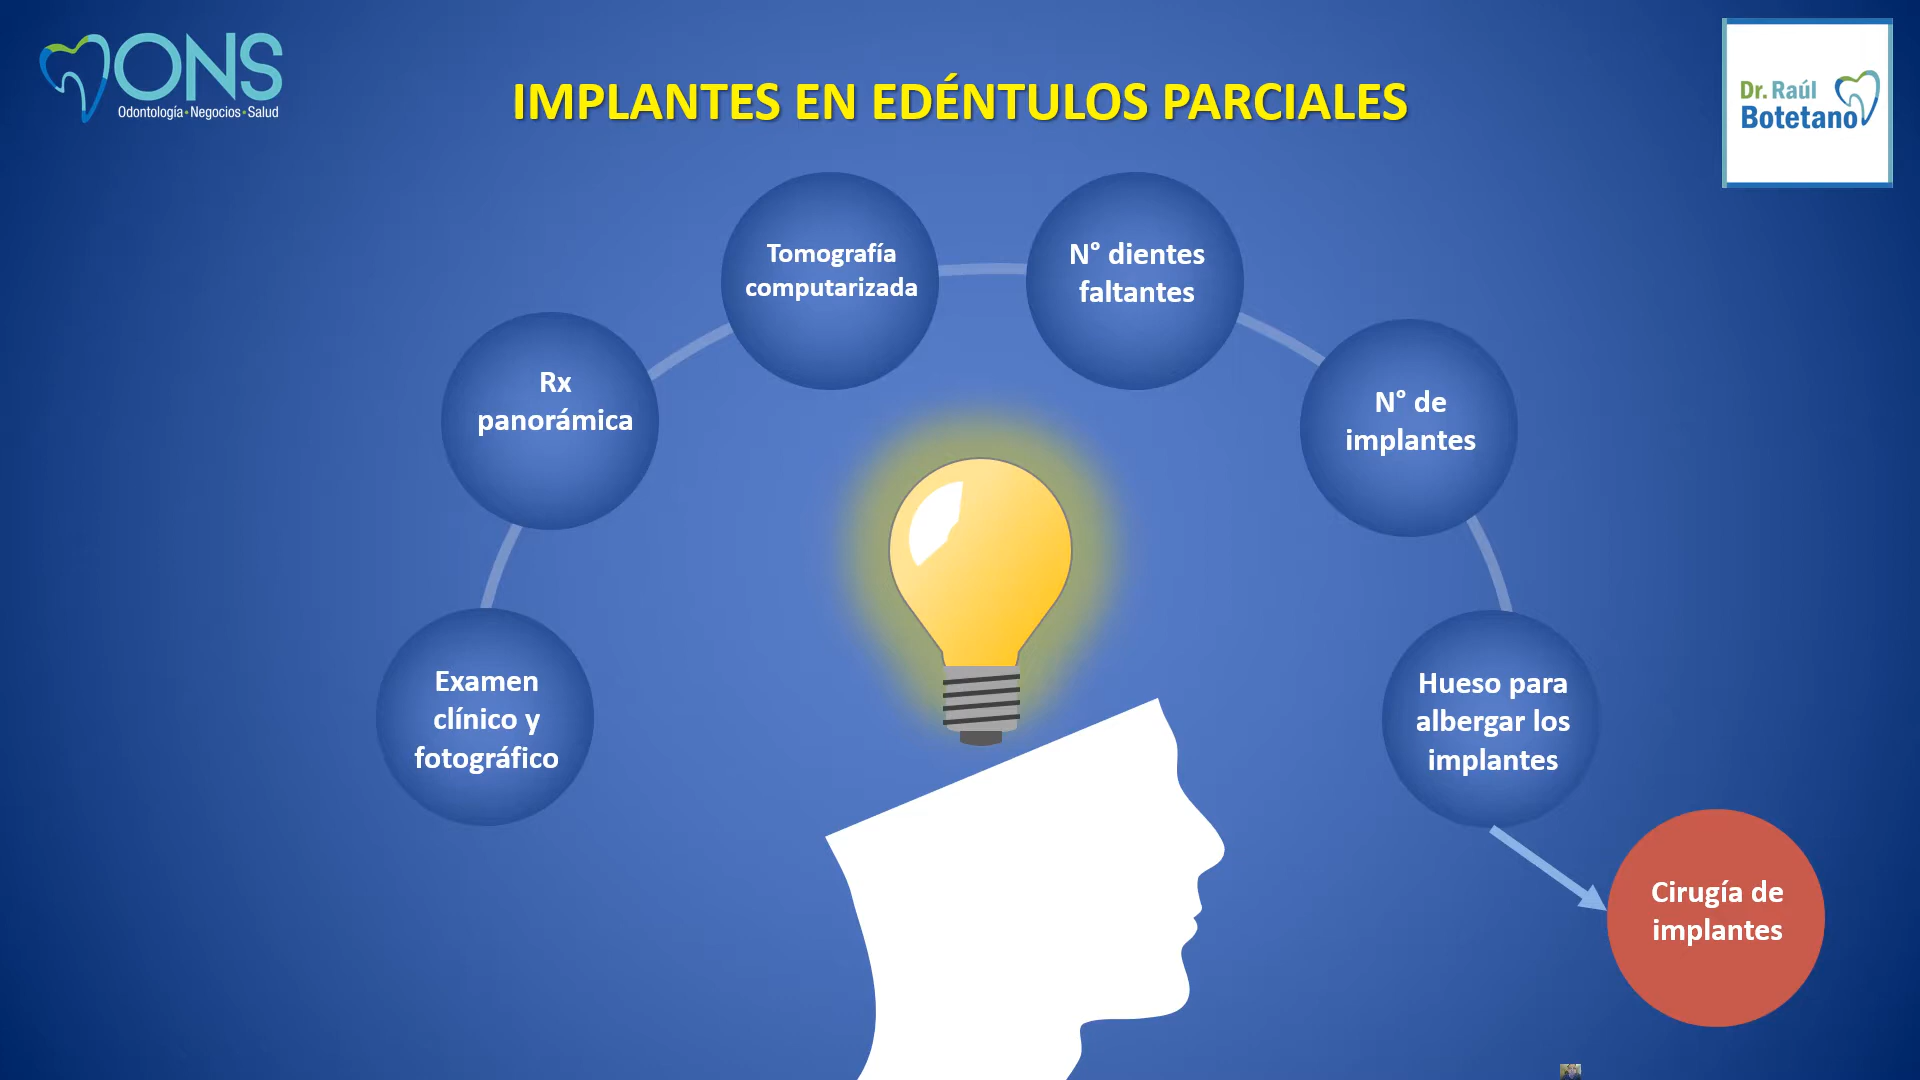 ONS
Odontología•Negocios•Salud
IMPLANTES EN EDÉNTULOS PARCIALES
Dr. Raúl
Botetano
Examen
clínico y
fotográfico
Rx
panorámica
Tomografía
computarizada
N° dientes
faltantes
N° de
implantes
Hueso para
albergar los
implantes
Cirugía de
implantes